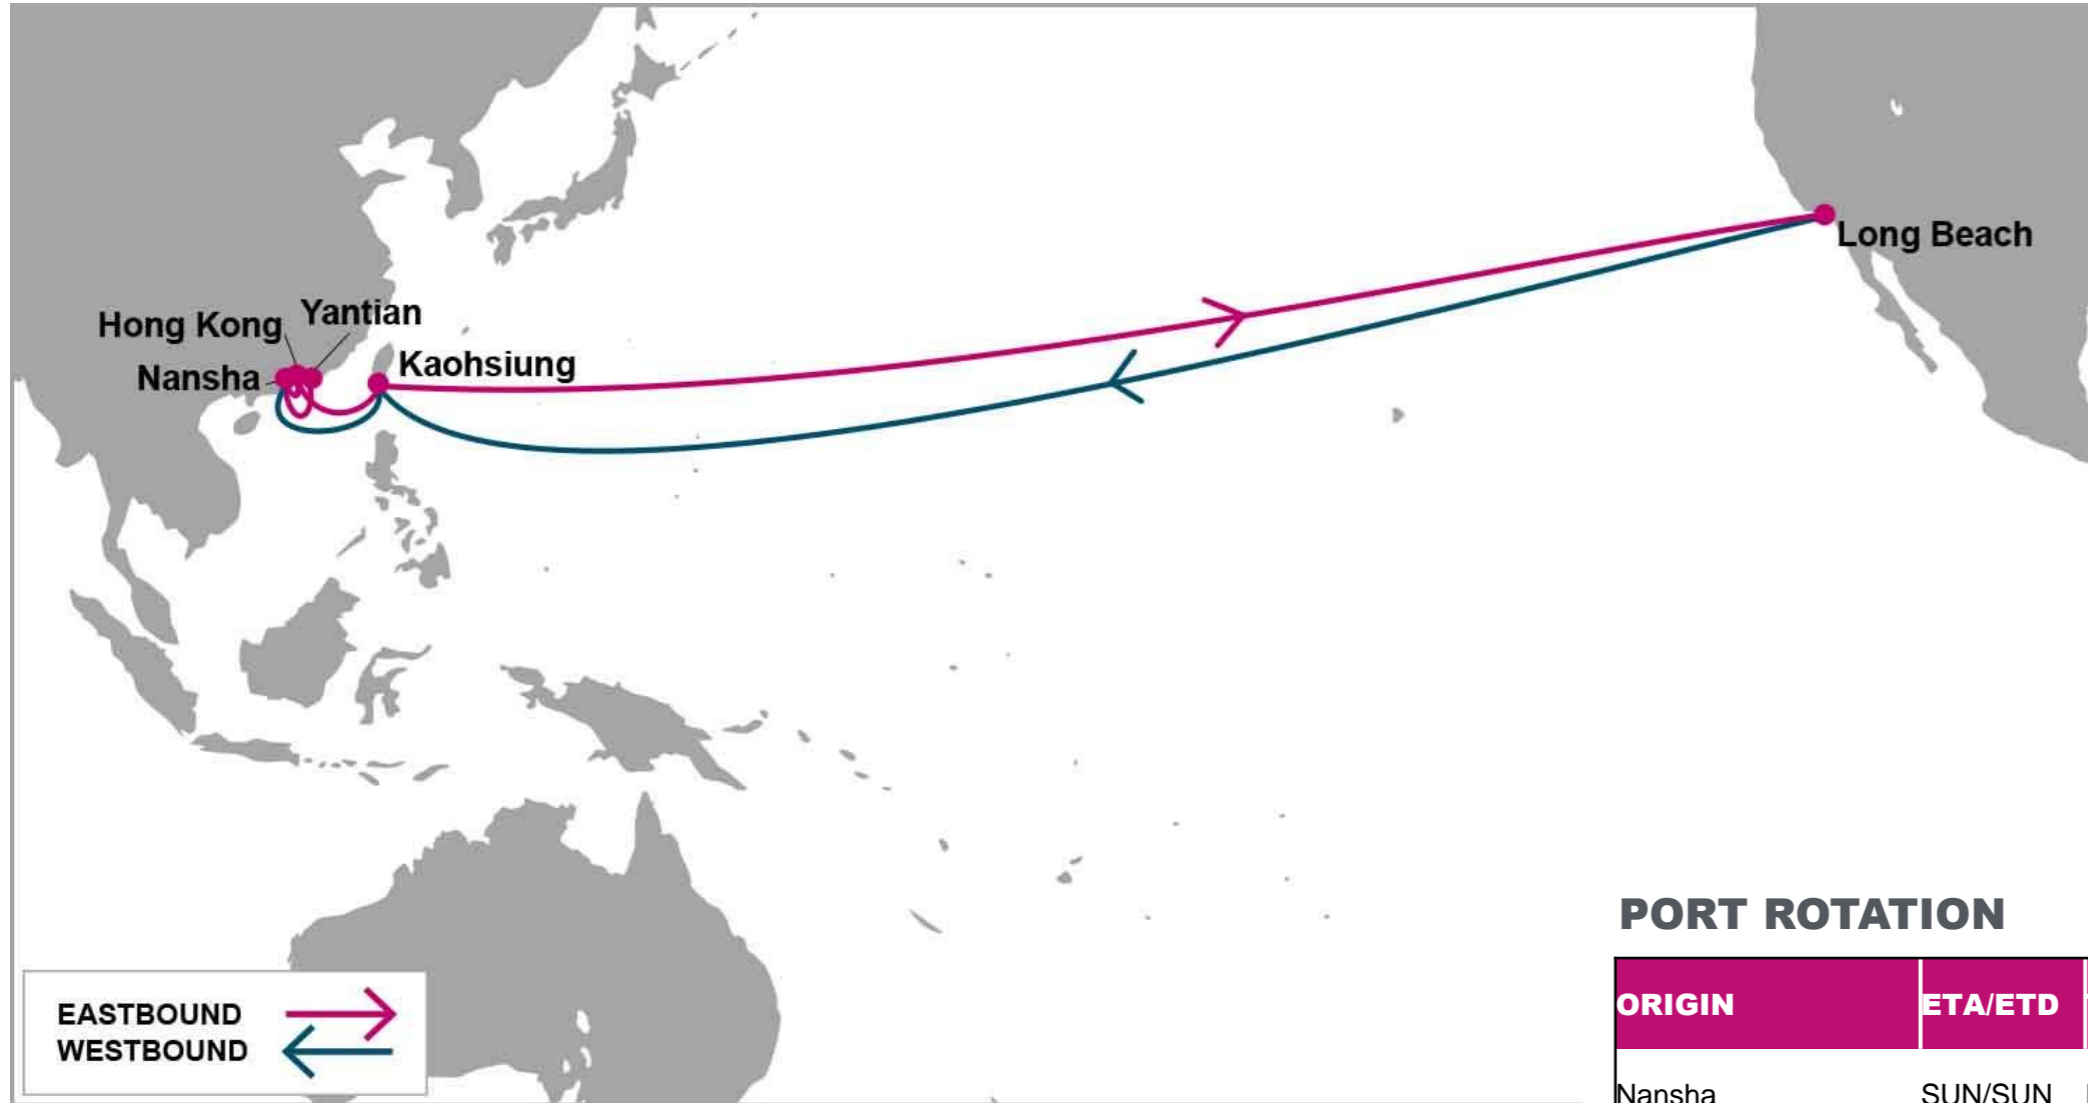 Hong Kong
Yantian
Nansha
Kaohsiung
Long Beach
EASTBOUND
WESTBOUND
PORT ROTATION
ORIGIN ETA/ETD
Nansha SUN/SUN